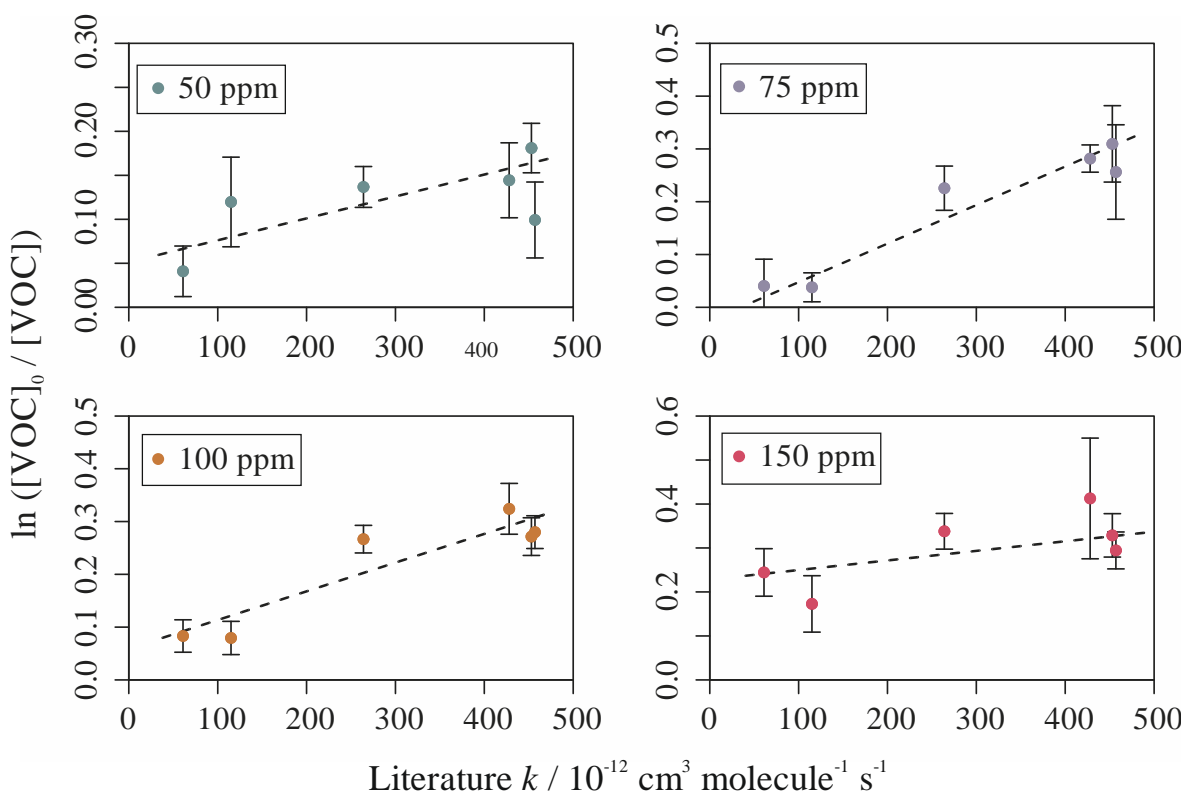 ln ([VOC]₀ / [VOC])
50 ppm
0.00 0.10 0.20 0.30
0 100 200 400 500
75 ppm
0.0 0.1 0.2 0.3 0.4 0.5
0 100 200 300 400 500
100 ppm
0.0 0.1 0.2 0.3 0.4 0.5
0 100 200 300 400 500
150 ppm
0.0 0.2 0.4 0.6
0 100 200 300 400 500
Literature k / 10⁻¹² cm³ molecule⁻¹ s⁻¹